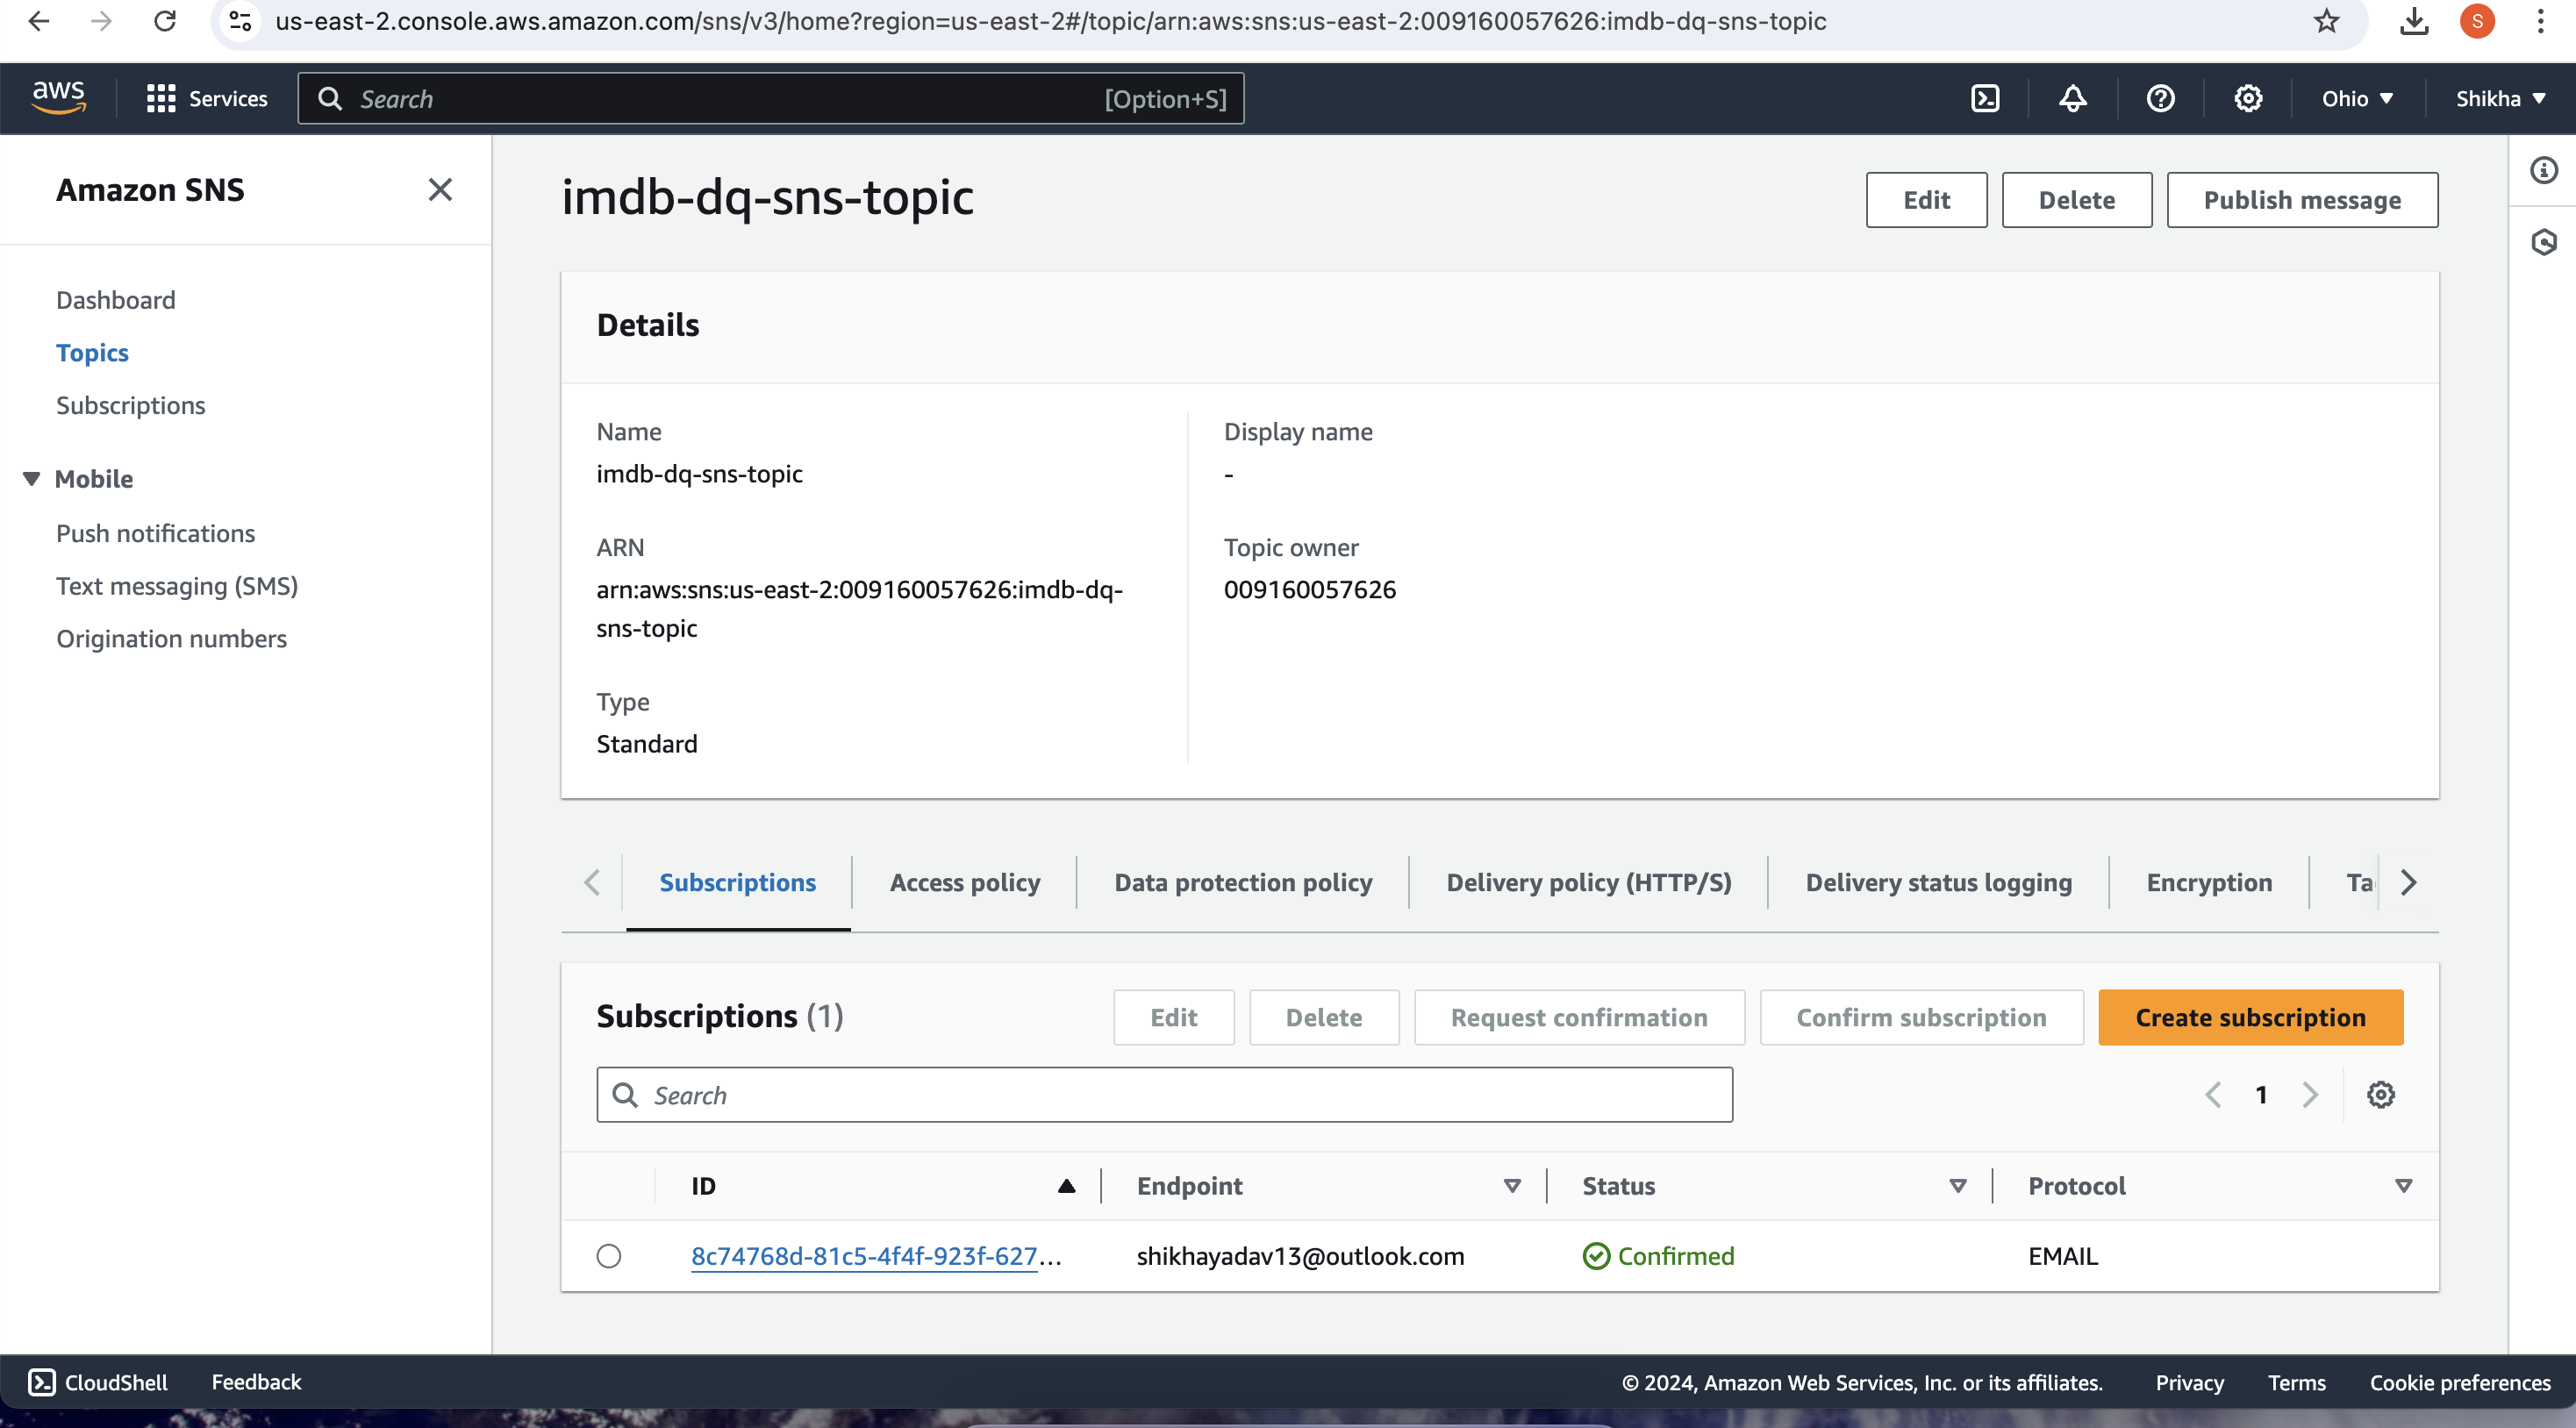 us-east-2.console.aws.amazon.com/sns/v3/home?region=us-east-2#/topic/arn:aws:sns:us-east-2:009160057626:imdb-dq-sns-topic
S
aws
Services
Search
[Option+S]
Ohio
Shikha
Amazon SNS
Dashboard
Topics
Subscriptions
Mobile
Push notifications
Text messaging (SMS)
Origination numbers
imdb-dq-sns-topic
Edit
Delete
Publish message
Details
Name
imdb-dq-sns-topic
ARN
arn:aws:sns:us-east-2:009160057626:imdb-dq-
sns-topic
Type
Standard
Display name
-
Topic owner
009160057626
Subscriptions
Access policy
Data protection policy
Delivery policy (HTTP/S)
Delivery status logging
Encryption
Ta
Subscriptions (1)
Edit
Delete
Request confirmation
Confirm subscription
Create subscription
Search
1
ID
Endpoint
Status
Protocol
8c74768d-81c5-4f4f-923f-627...
shikhayadav13@outlook.com
Confirmed
EMAIL
CloudShell
Feedback
© 2024, Amazon Web Services, Inc. or its affiliates.
Privacy
Terms
Cookie preferences